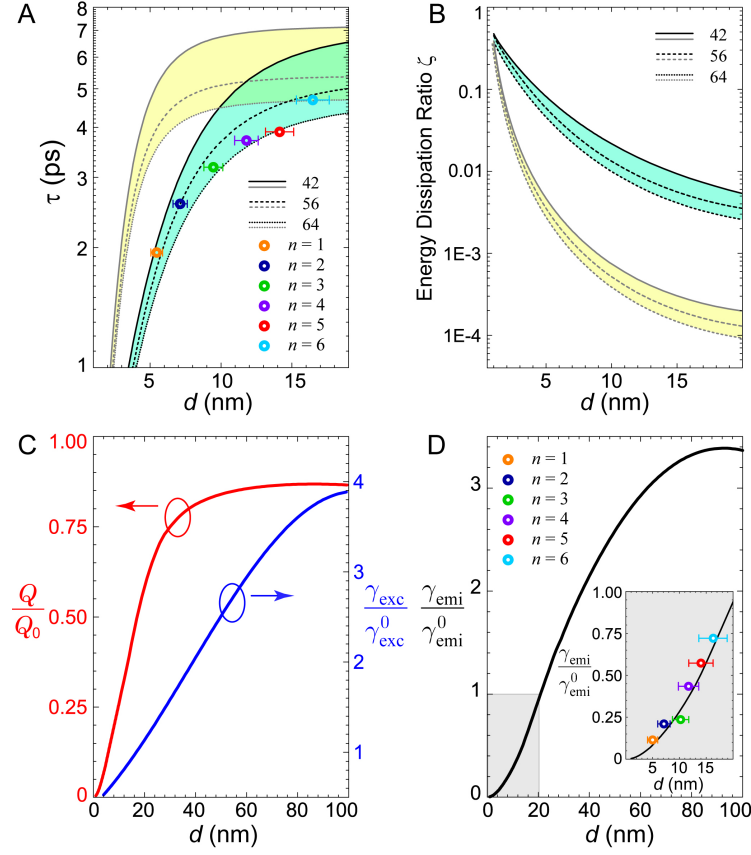 A
τ (ps)
8
7
6
5
4
3
2
1
42
56
64
n = 1
n = 2
n = 3
n = 4
n = 5
n = 6
5
10
15
d (nm)
B
Energy Dissipation Ratio ζ
1
0.1
0.01
1E-3
1E-4
42
56
64
5
10
15
d (nm)
C
Q
Q₀
1.00
0.75
0.50
0.25
0
4
3
2
1
γexc
γ⁰exc
0
20
40
60
80
100
d (nm)
D
γemi
γ⁰emi
3
2
1
0
n = 1
n = 2
n = 3
n = 4
n = 5
n = 6
γemi
γ⁰emi
1.00
0.75
0.50
0.25
0
5
10
15
d (nm)
0
20
40
60
80
100
d (nm)